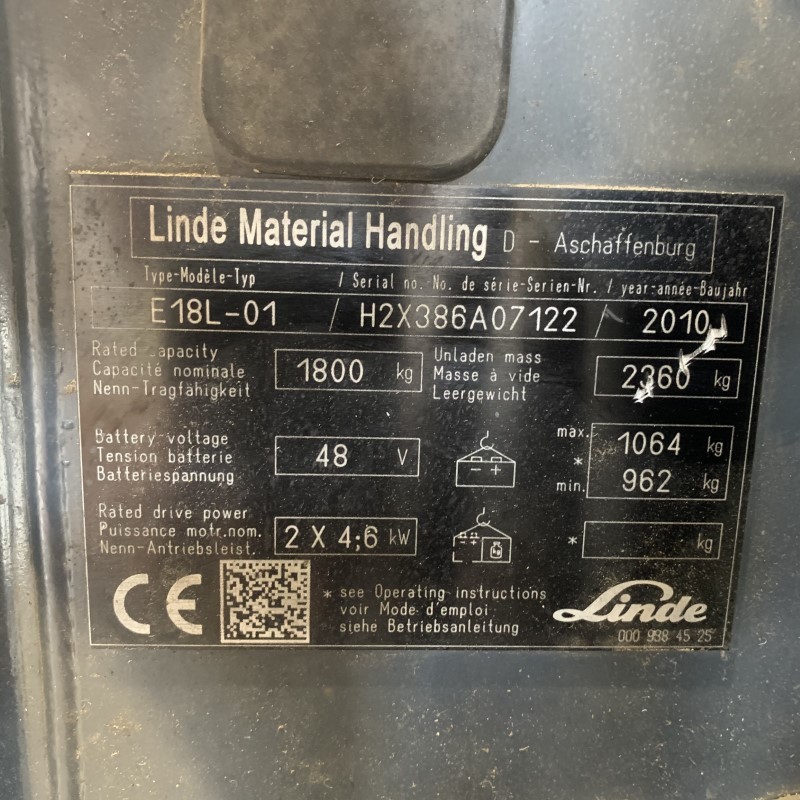 Linde Material Handling D - Aschaffenburg
Type-Modèle-Typ / Serial no. No. de série-Serien-Nr. / year-année-Baujahr
E18L-01 / H2X386A07122 / 2010
Rated capacity
Capacité nominale
Nenn-Tragfähigkeit
1800 kg
Unladen mass
Masse à vide
Leergewicht
2360 kg
Battery voltage
Tension batterie
Batteriespannung
48 V
- +
max. 1064 kg
*
min. 962 kg
Rated drive power
Puissance motr.nom.
Nenn-Antriebsleist.
2 X 4;6 kW
kg
* kg
CE
* see Operating instructions
voir Mode d'emploi
siehe Betriebsanleitung
Linde
000 998 45 25